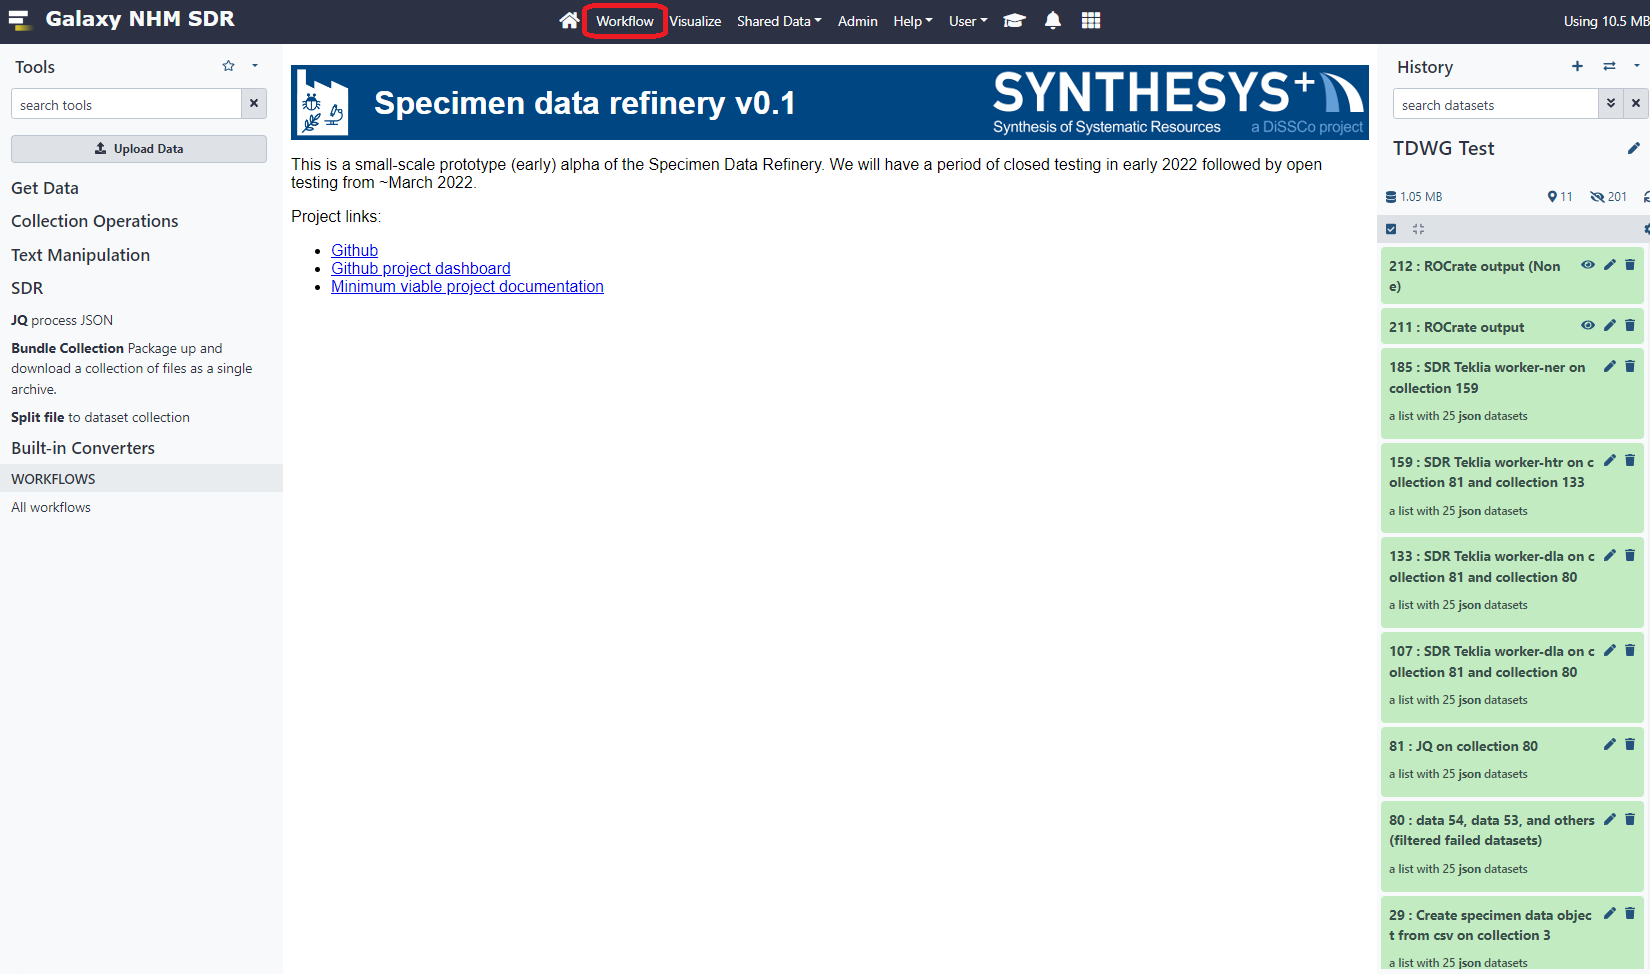 Galaxy NHM SDR
Workflow Visualize Shared Data Admin Help User
Using 10.5 MB
Tools
search tools
Upload Data
Get Data
Collection Operations
Text Manipulation
SDR
JQ process JSON
Bundle Collection Package up and
download a collection of files as a single
archive.
Split file to dataset collection
Built-in Converters
WORKFLOWS
All workflows
Specimen data refinery v0.1
SYNTHESYS+
Synthesis of Systematic Resources a DiSSCo project
This is a small-scale prototype (early) alpha of the Specimen Data Refinery. We will have a period of closed testing in early 2022 followed by open
testing from ~March 2022.
Project links:
• Github
• Github project dashboard
• Minimum viable project documentation
History
search datasets
TDWG Test
1.05 MB 11 201
212 : ROCrate output (Non
e)
211 : ROCrate output
185 : SDR Teklia worker-ner on
collection 159
a list with 25 json datasets
159 : SDR Teklia worker-htr on c
ollection 81 and collection 133
a list with 25 json datasets
133 : SDR Teklia worker-dla on c
ollection 81 and collection 80
a list with 25 json datasets
107 : SDR Teklia worker-dla on c
ollection 81 and collection 80
a list with 25 json datasets
81 : JQ on collection 80
a list with 25 json datasets
80 : data 54, data 53, and others
(filtered failed datasets)
a list with 25 json datasets
29 : Create specimen data objec
t from csv on collection 3
a list with 25 json datasets